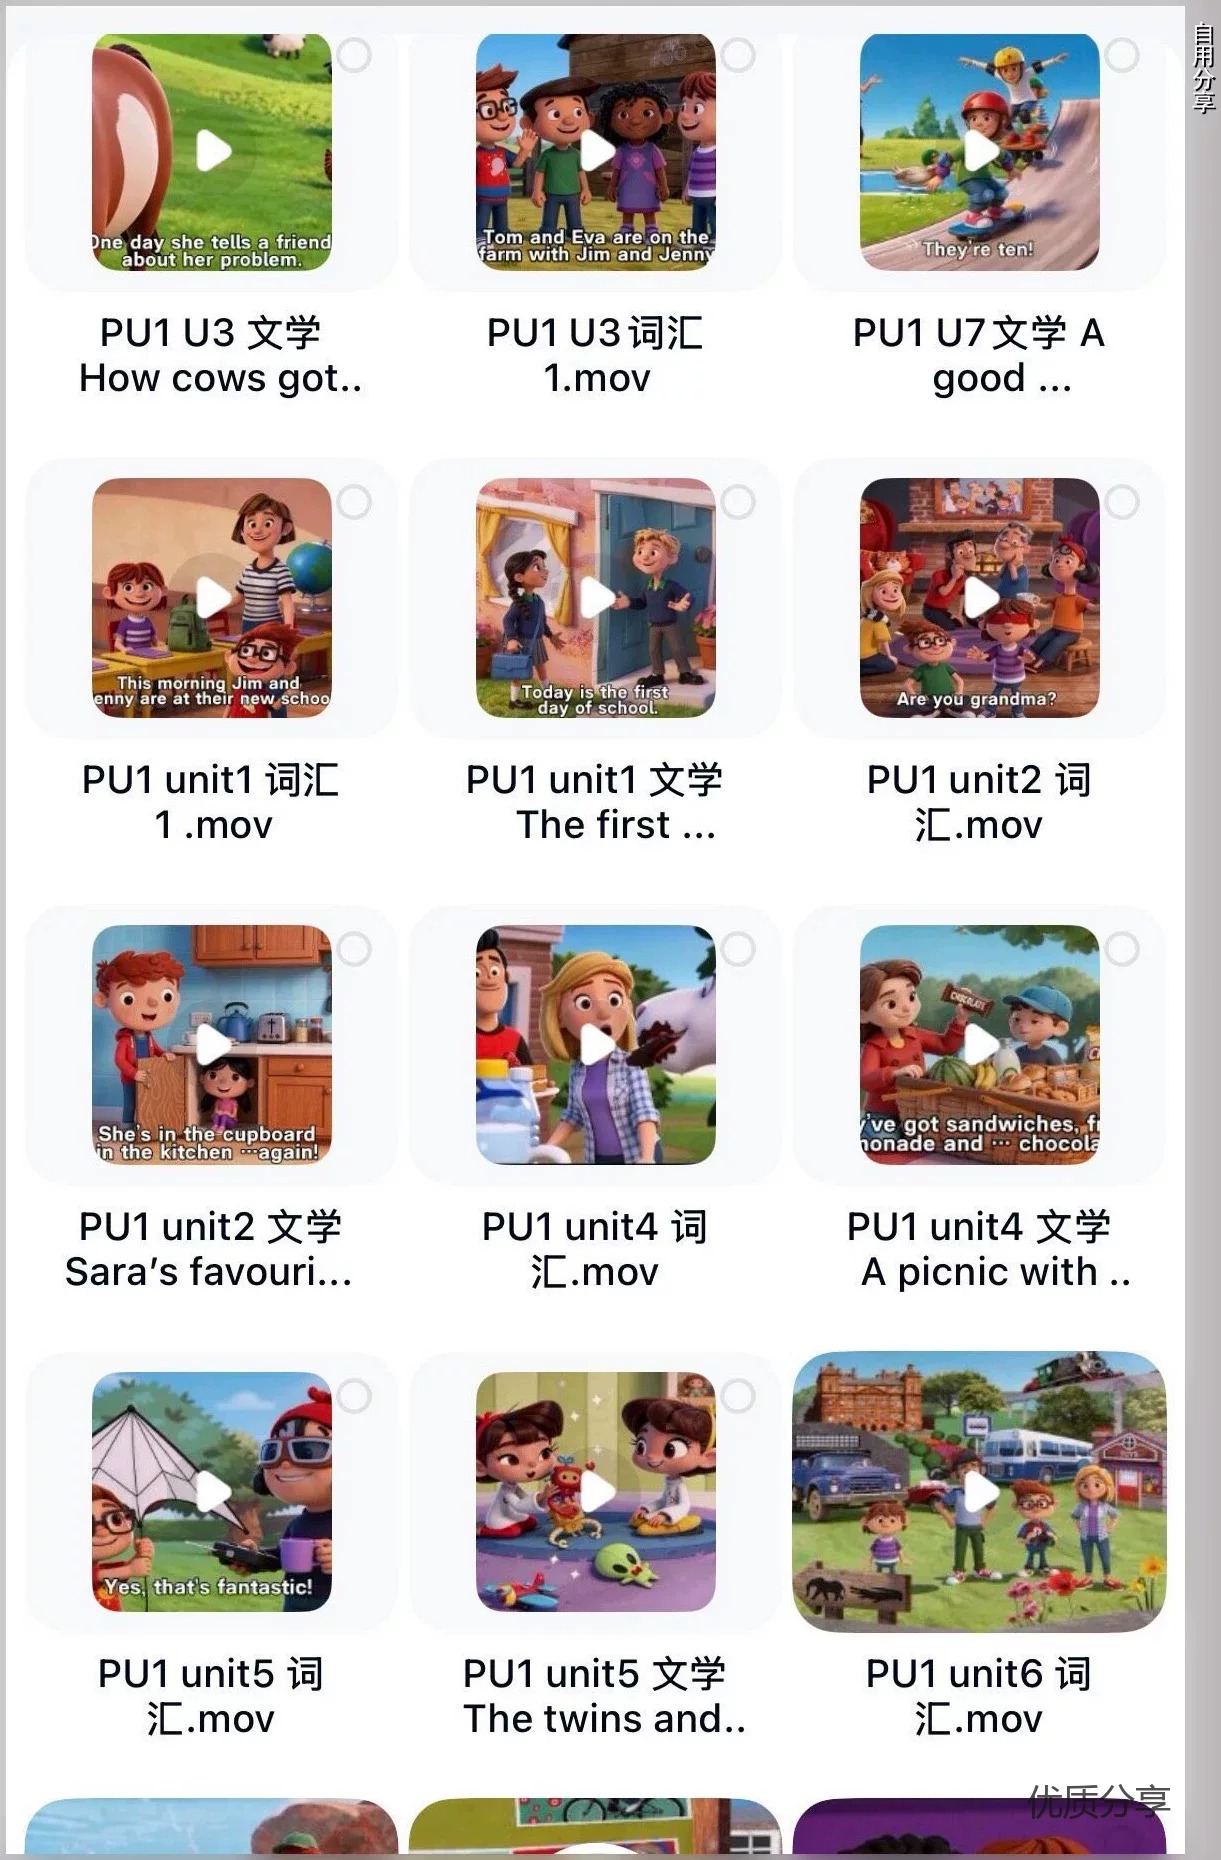 自用分享
One day she tells a friend
about her problem.
Tom and Eva are on the
farm with Jim and Jenny
They're ten!
PU1 U3 文学
How cows got..
PU1 U3词汇
1.mov
PU1 U7文学 A
good ...
This morning Jim and
enny are at their new schoo
Today is the first
day of school.
Are you grandma?
PU1 unit1 词汇
1 .mov
PU1 unit1 文学
The first ...
PU1 unit2 词
汇.mov
CHOCOLATE
She's in the cupboard
in the kitchen ···again!
've got sandwiches, f
nonade and ··· chocola
PU1 unit2 文学
Sara's favouri...
PU1 unit4 词
汇.mov
PU1 unit4 文学
A picnic with ..
Yes, that's fantastic!
PU1 unit5 词
汇.mov
PU1 unit5 文学
The twins and..
PU1 unit6 词
汇.mov
优质分享